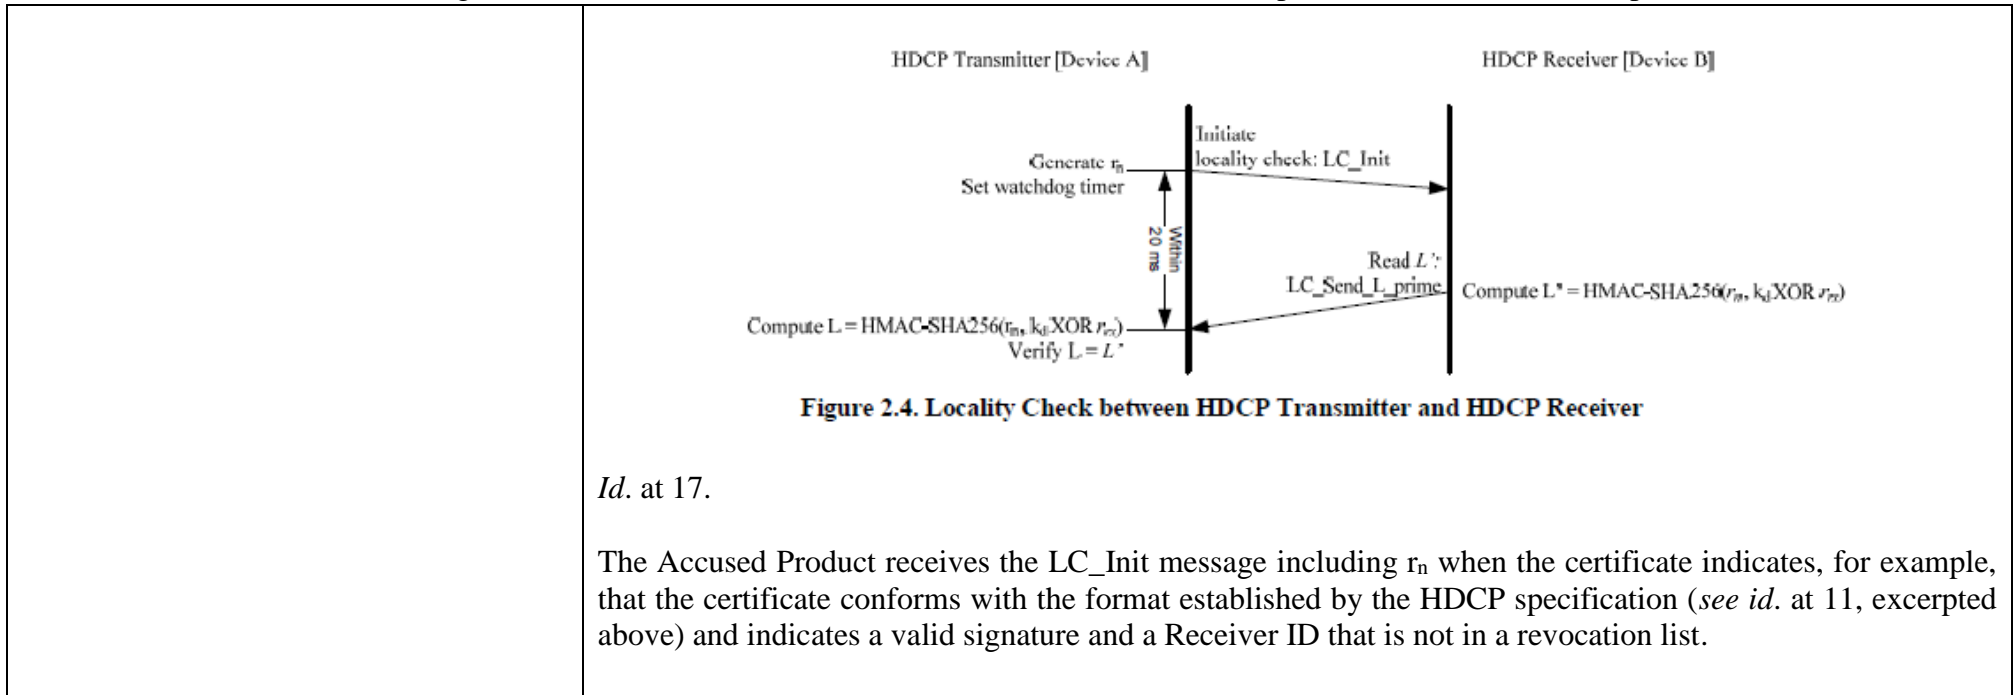 HDCP Transmitter [Device A]
HDCP Receiver [Device B]
Initiate
locality check: LC_Init
Generate rn
Set watchdog timer
Within
20 ms
Read L':
LC_Send_L_prime
Compute L' = HMAC-SHA256(rn, kd XOR rrx)
Compute L = HMAC-SHA256(rn, kd XOR rrx)
Verify L = L'
Figure 2.4. Locality Check between HDCP Transmitter and HDCP Receiver
Id. at 17.
The Accused Product receives the LC_Init message including rn when the certificate indicates, for example,
that the certificate conforms with the format established by the HDCP specification (see id. at 11, excerpted
above) and indicates a valid signature and a Receiver ID that is not in a revocation list.